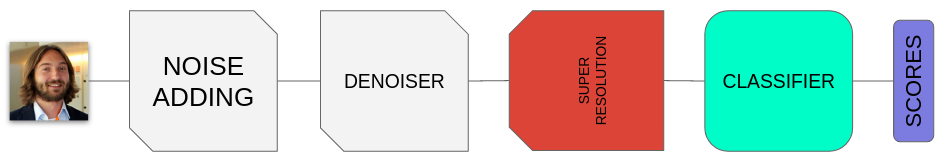 NOISE
ADDING
DENOISER
SUPER
RESOLUTION
CLASSIFIER
SCORES